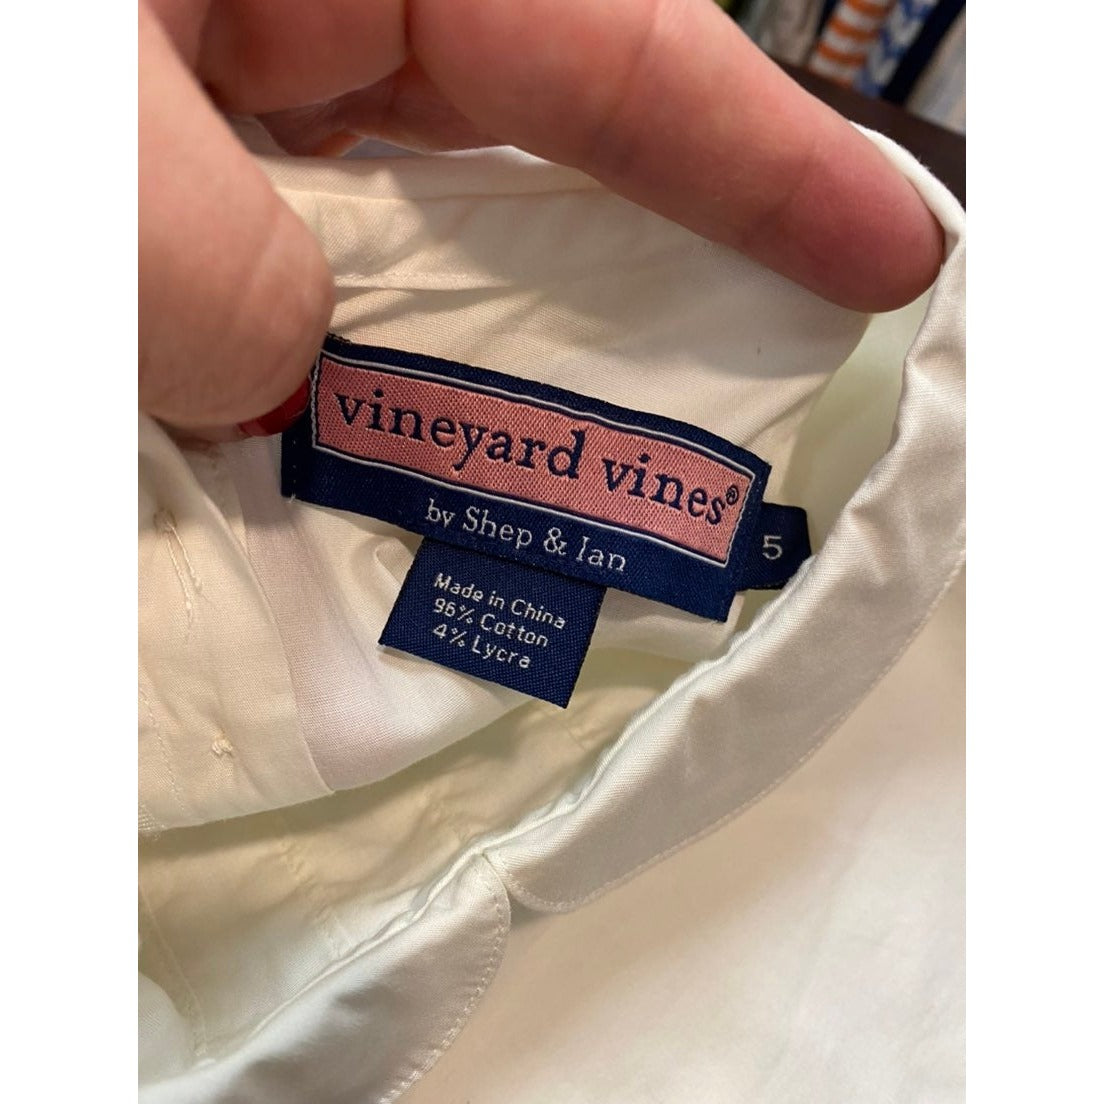 vineyard vines®
by Shep & Ian
5
Made in China
96% Cotton
4% Lycra